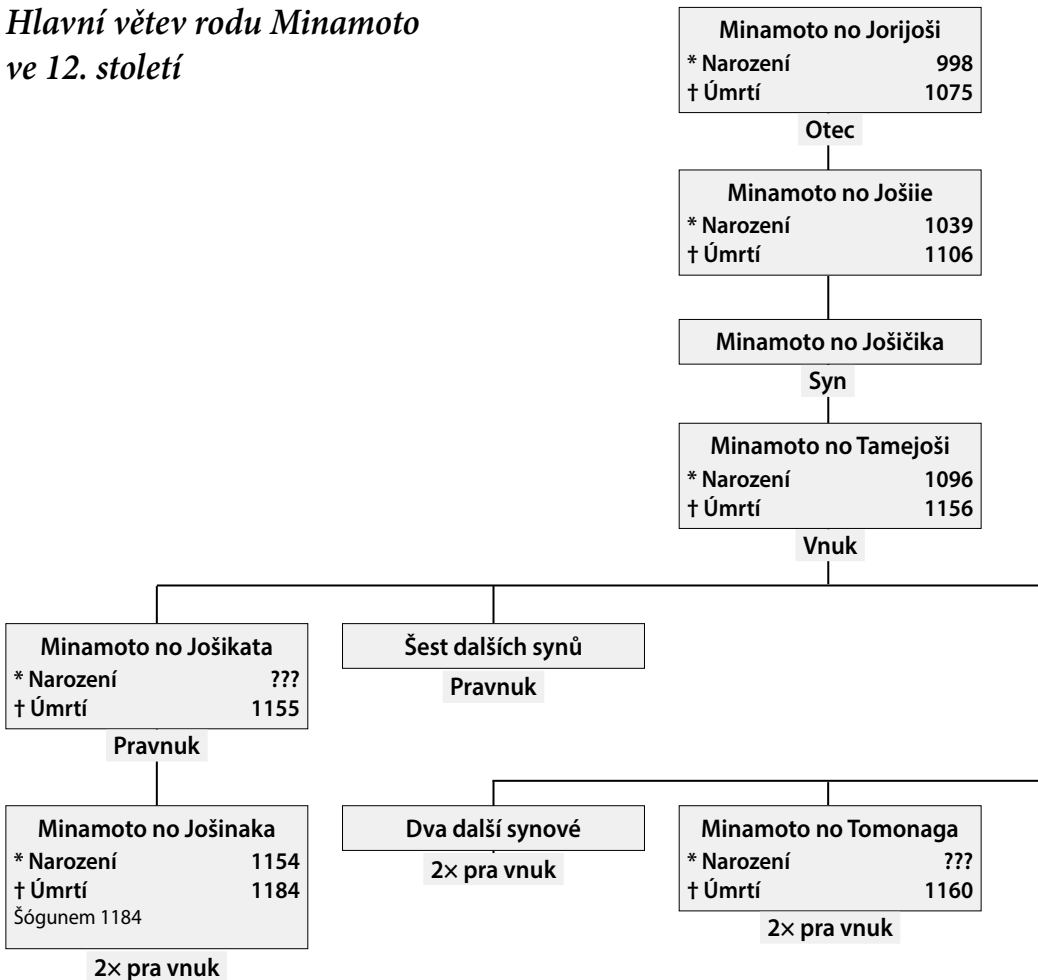 Hlavní větev rodu Minamoto
ve 12. století
Minamoto no Jorijoši
* Narození 998
† Úmrtí 1075
Otec
Minamoto no Jošiie
* Narození 1039
† Úmrtí 1106
Minamoto no Jošičika
Syn
Minamoto no Tamejoši
* Narození 1096
† Úmrtí 1156
Vnuk
Minamoto no Jošikata
* Narození ???
† Úmrtí 1155
Pravnuk
Šest dalších synů
Pravnuk
Minamoto no Jošinaka
* Narození 1154
† Úmrtí 1184
Šógunem 1184
2× pra vnuk
Dva další synové
2× pra vnuk
Minamoto no Tomonaga
* Narození ???
† Úmrtí 1160
2× pra vnuk